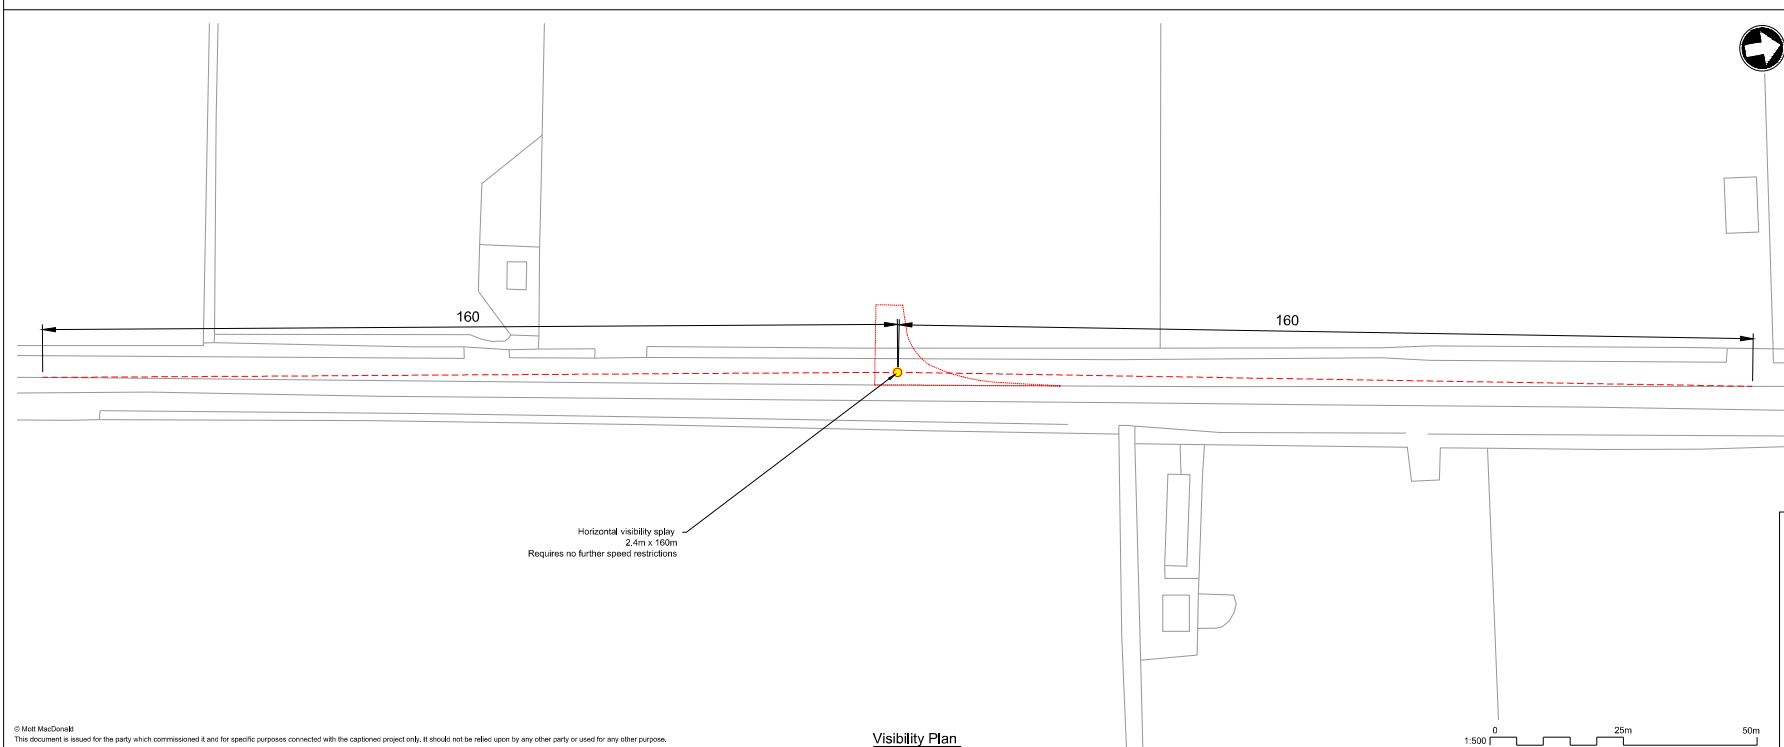 160
160
Horizontal visibility splay
2.4m x 160m
Requires no further speed restrictions
© Mott MacDonald
This document is issued for the party which commissioned it and for specific purposes connected with the captioned project only. It should not be relied upon by any other party or used for any other purpose.
Visibility Plan
1:500
0 25m 50m